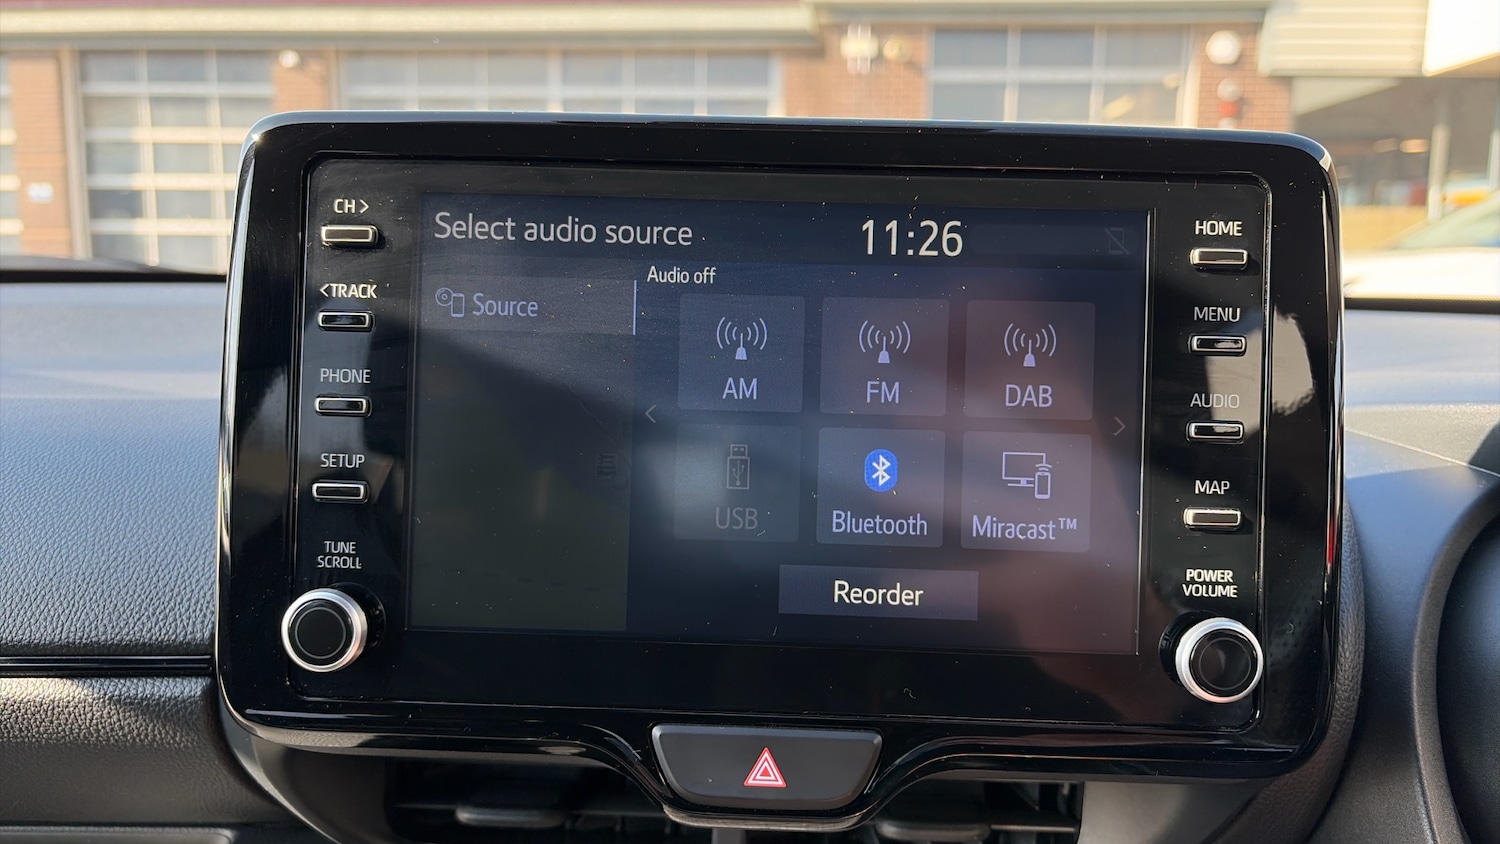 CH >
< TRACK
PHONE
SETUP
TUNE
SCROLL
Select audio source
11:26
Source
Audio off
AM
FM
DAB
USB
Bluetooth
Miracast™
Reorder
HOME
MENU
AUDIO
MAP
POWER
VOLUME